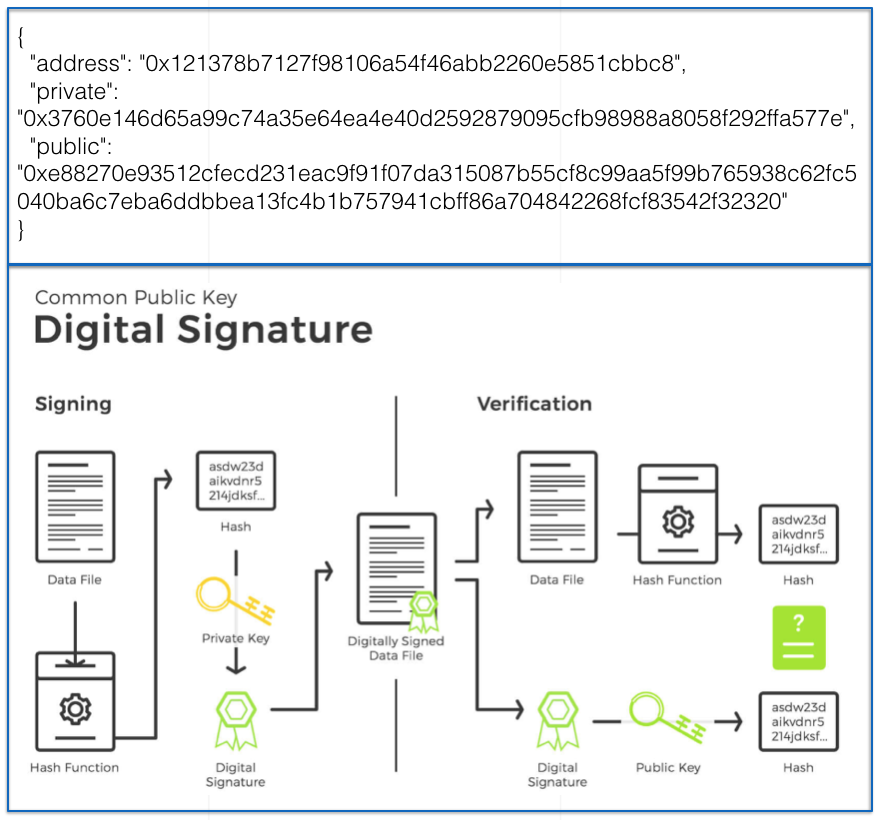 {
"address": "0x121378b7127f98106a54f46abb2260e5851cbbc8",
"private":
"0x3760e146d65a99c74a35e64ea4e40d2592879095cfb98988a8058f292ffa577e",
"public":
"0xe88270e93512cfecd231eac9f91f07da315087b55cf8c99aa5f99b765938c62fc5
040ba6c7eba6ddbbea13fc4b1b757941cbff86a704842268fcf83542f32320"
}
Common Public Key
Digital Signature
Signing
Data File
Hash Function
asdw23d
aikvdnr5
214jdksf...
Hash
Private Key
Digital
Signature
Digitally Signed
Data File
Verification
Data File
Hash Function
asdw23d
aikvdnr5
214jdksf...
Hash
?
Digital
Signature
Public Key
asdw23d
aikvdnr5
214jdksf...
Hash